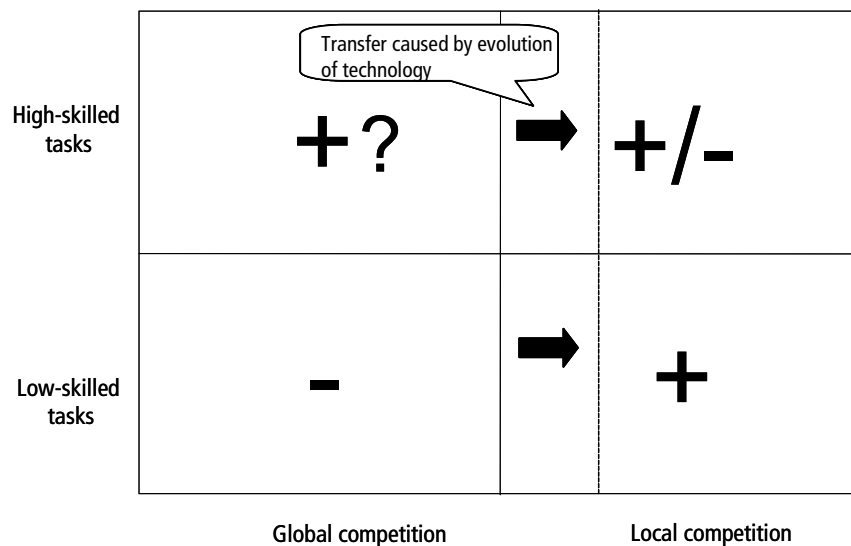 Transfer caused by evolution
of technology
High-skilled
tasks
+?
+/-
Low-skilled
tasks
-
+
Global competition
Local competition